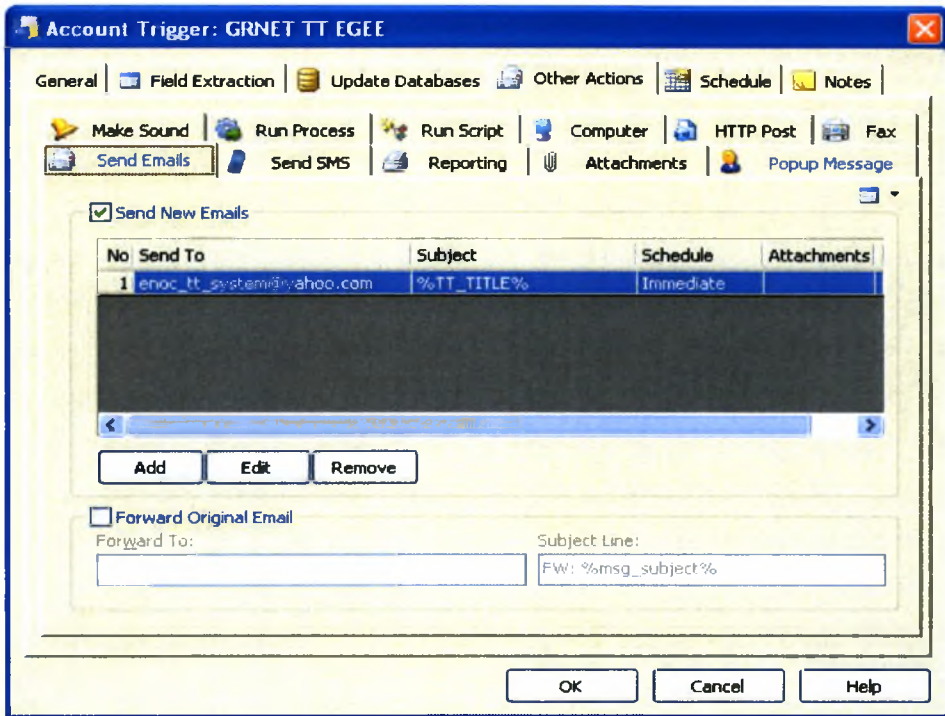 Account Trigger: GRNET TT EGEE
General Field Extraction Update Databases Other Actions Schedule Notes
Make Sound Run Process Run Script Computer HTTP Post Fax
Send Emails Send SMS Reporting Attachments Popup Message
Send New Emails
No Send To Subject Schedule Attachments
1 enoc_tt_system@yahoo.com %TT_TITLE% Immediate
Add Edit Remove
Forward Original Email
Forward To: Subject Line:
FW: %msg_subject%
OK Cancel Help